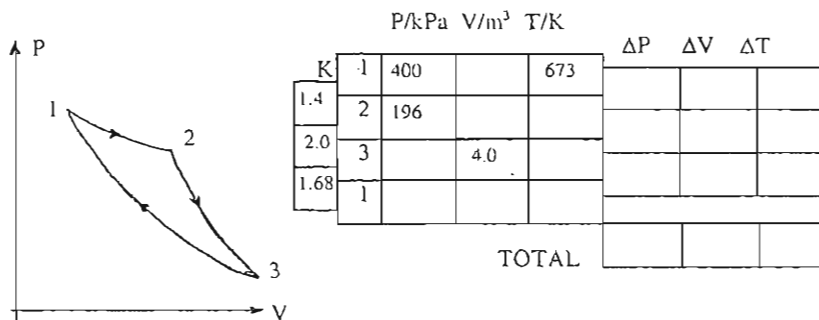 P/kPa V/m³ T/K
ΔP ΔV ΔT
P
K 1 400 673
1.4
1
2 196
2
2.0
3 4.0
1.68
1
TOTAL
3
V